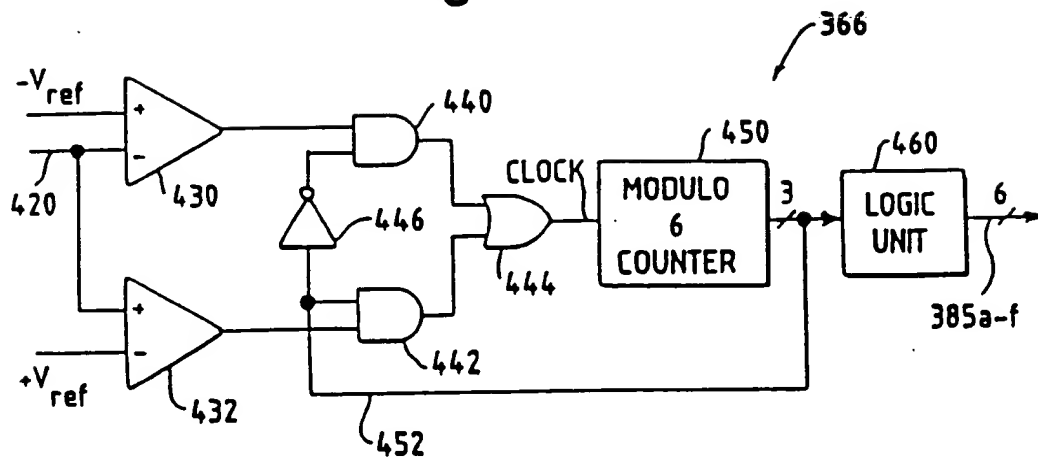 366
-Vref
+
-
420
430
440
446
CLOCK
450
MODULO
6
COUNTER
3
460
LOGIC
UNIT
6
385a-f
444
442
+
-
+Vref
432
452